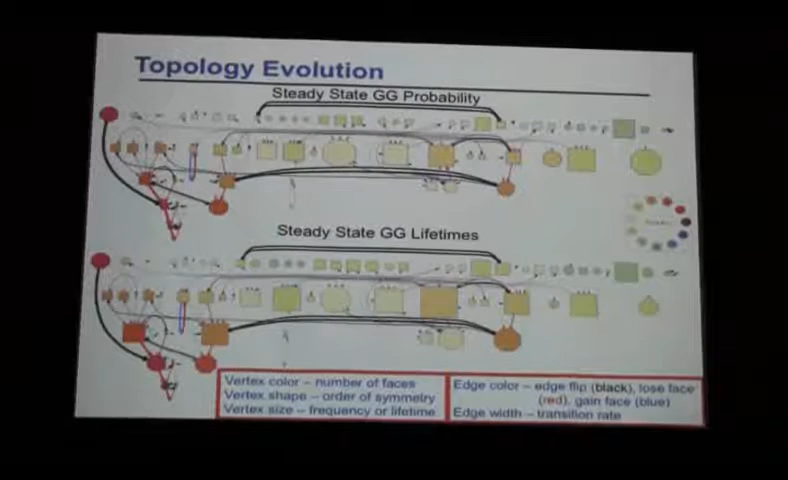 Topology Evolution
Steady State GG Probability
Steady State GG Lifetimes
Vertex color – number of faces
Vertex shape – order of symmetry
Vertex size – frequency or lifetime
Edge color – edge flip (black), lose face
(red), gain face (blue)
Edge width – transition rate